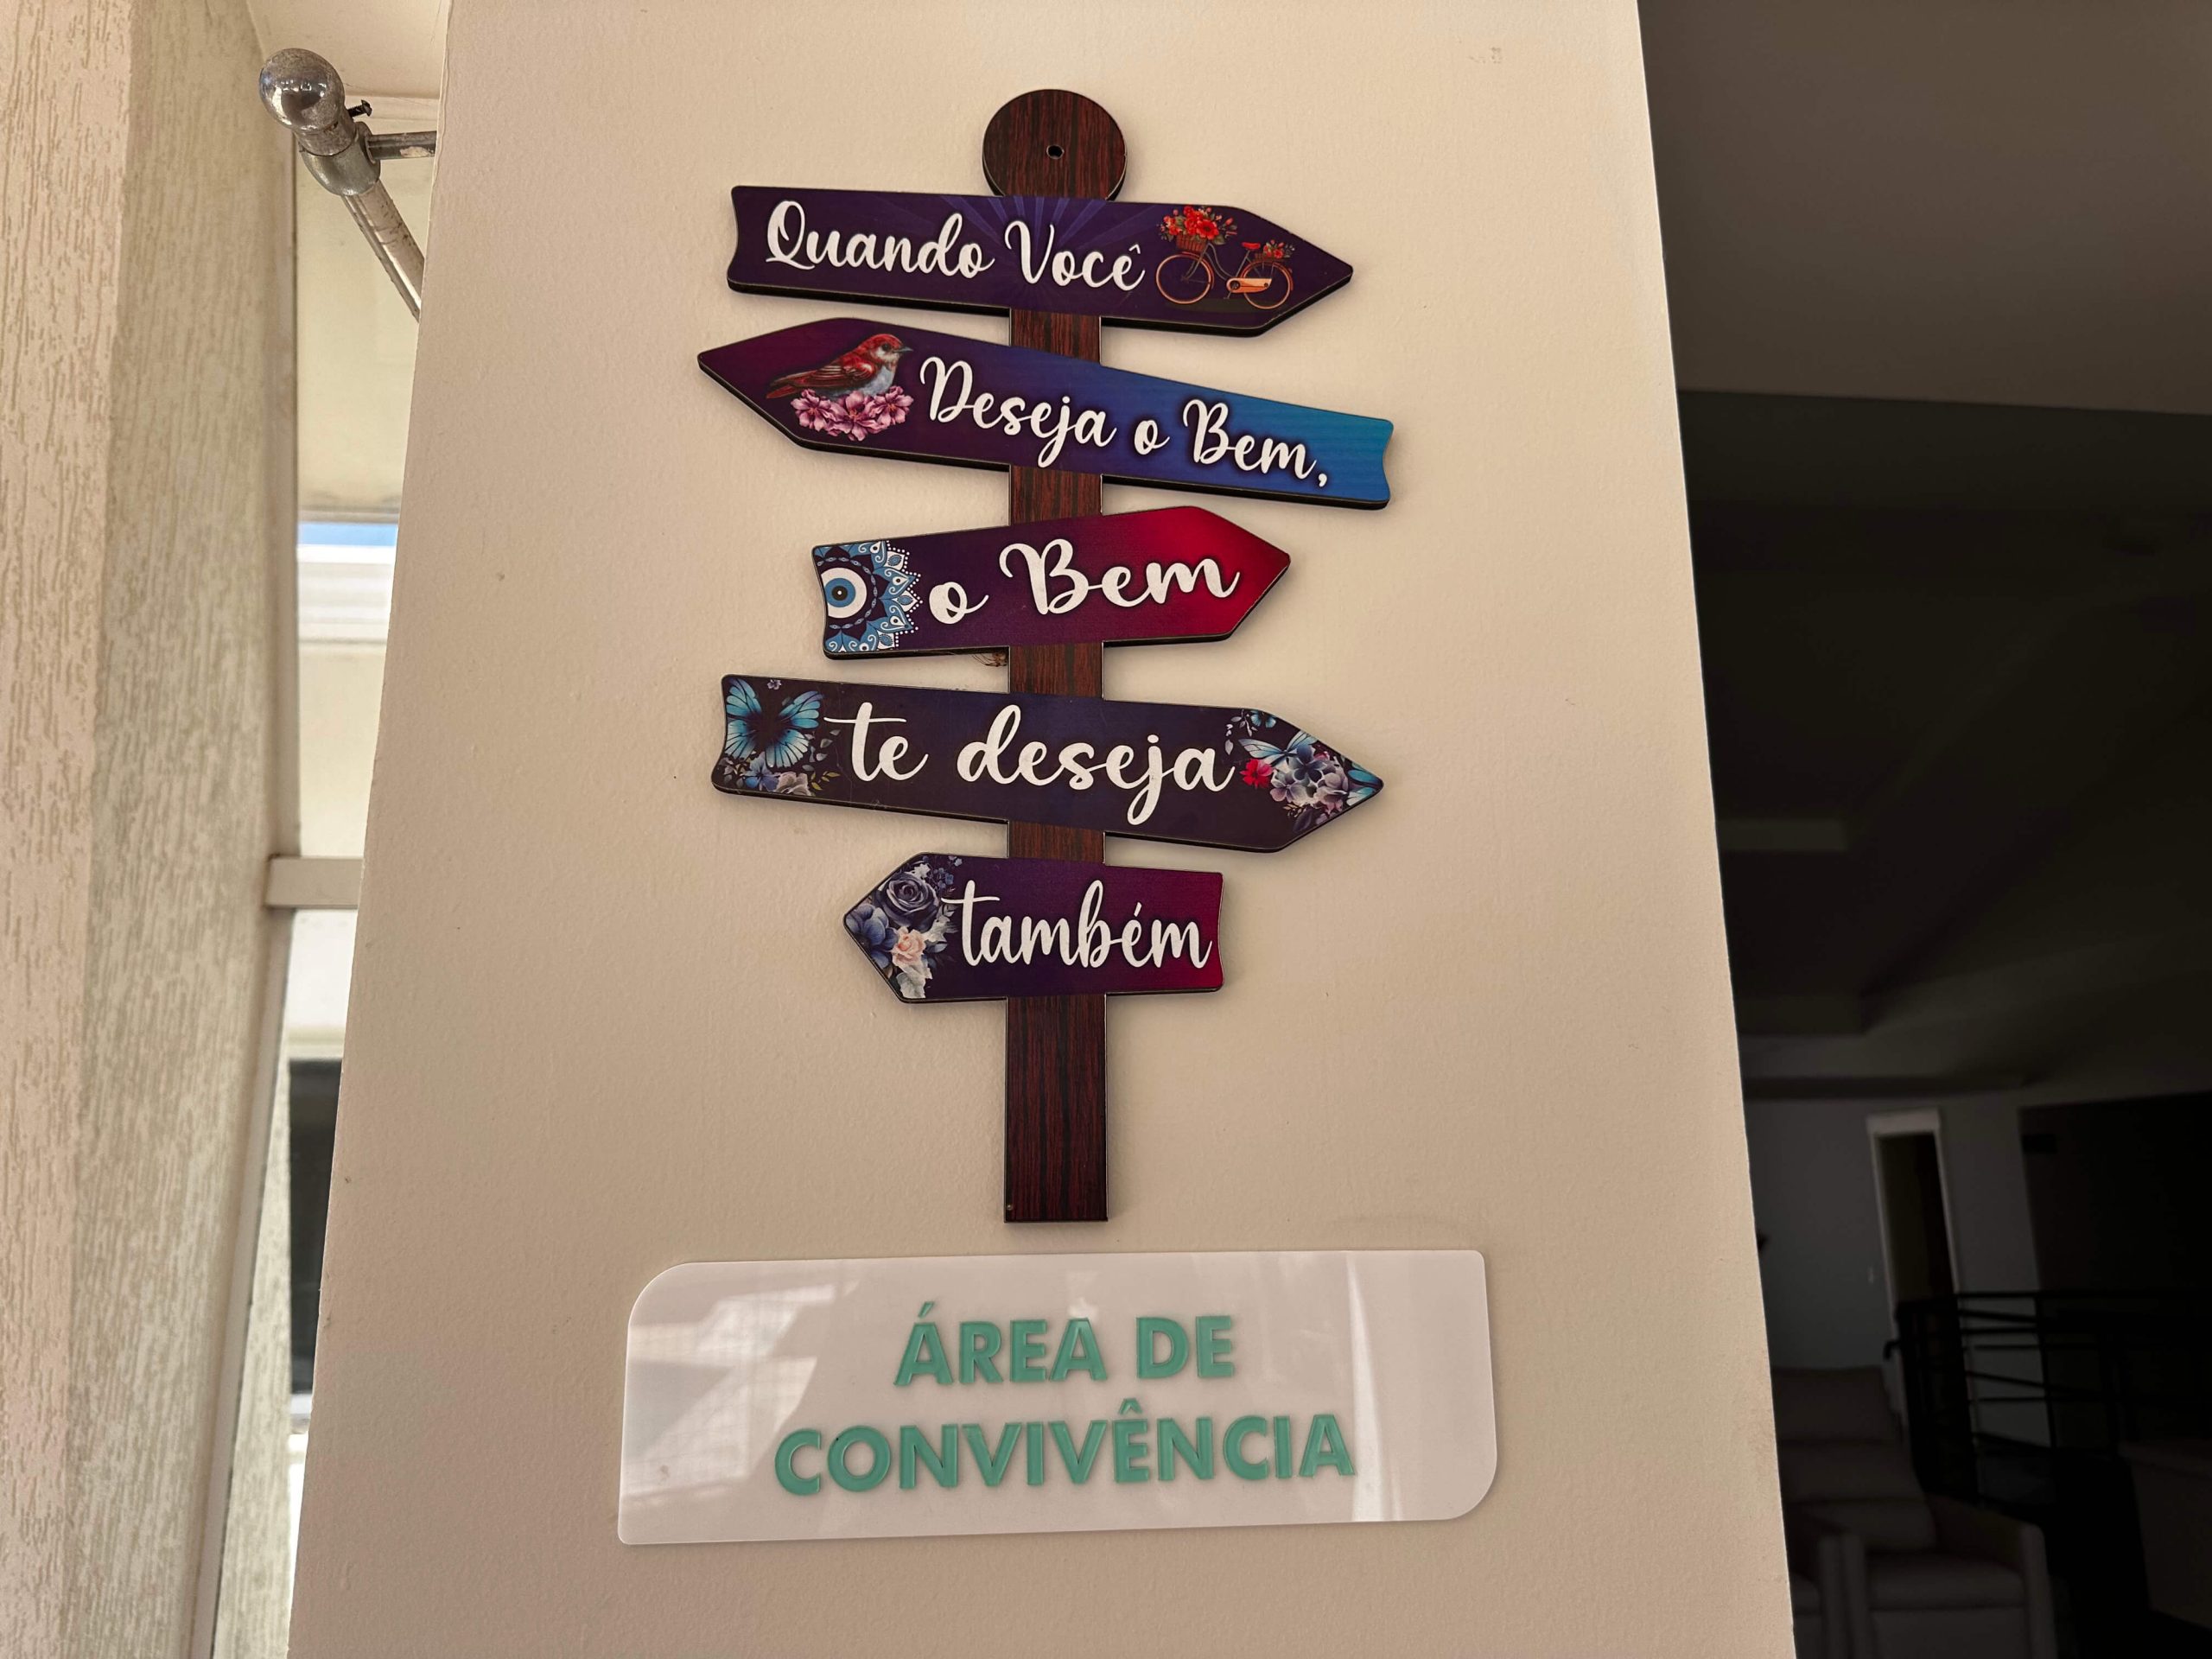 Quando Você
Deseja o Bem,
o Bem
te deseja
também
ÁREA DE
CONVIVÊNCIA